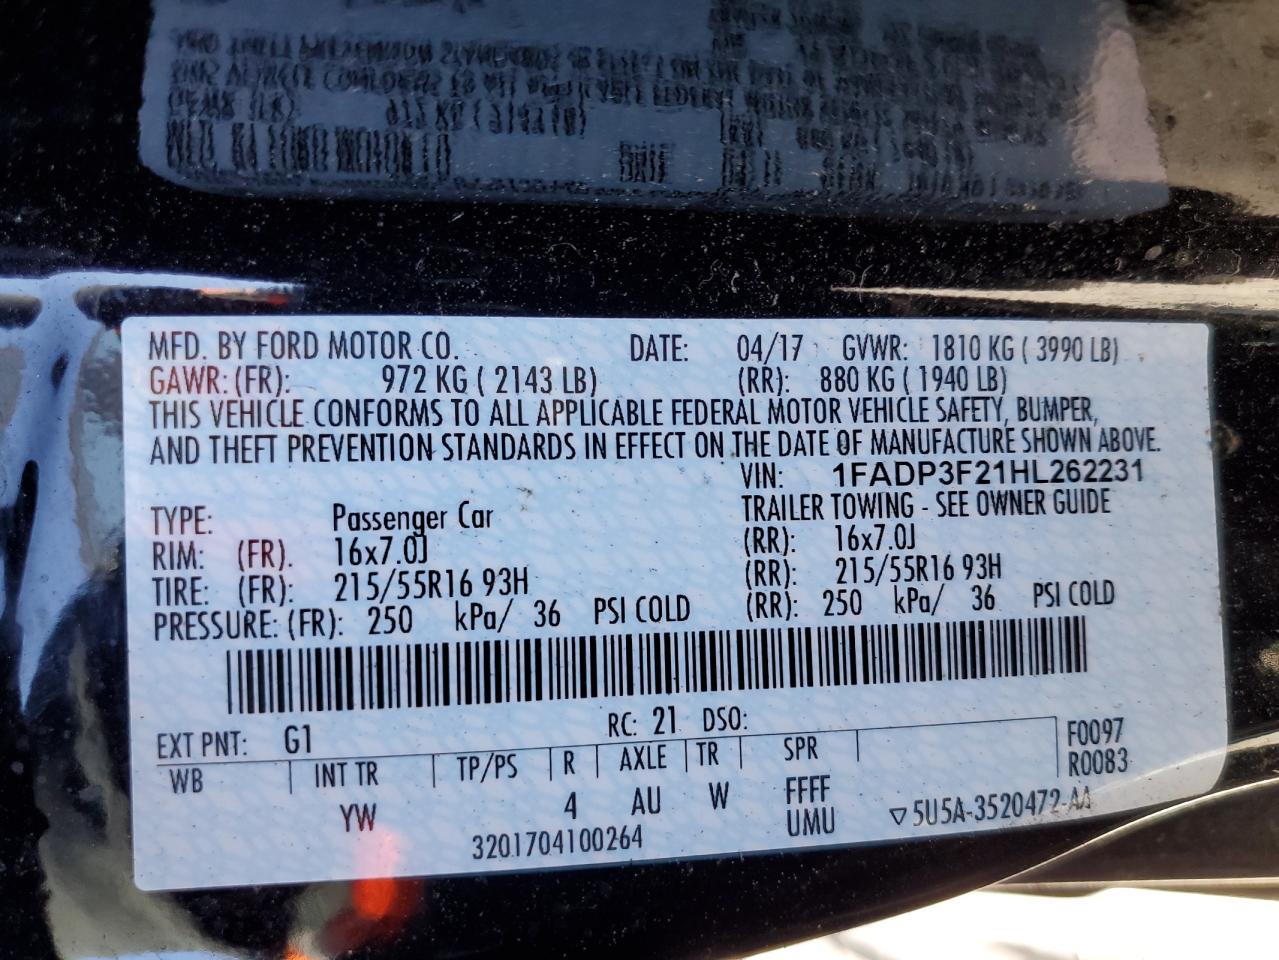 MFD. BY FORD MOTOR CO. DATE: 04/17 GVWR: 1810 KG ( 3990 LB)
GAWR: (FR): 972 KG ( 2143 LB) (RR): 880 KG ( 1940 LB)
THIS VEHICLE CONFORMS TO ALL APPLICABLE FEDERAL MOTOR VEHICLE SAFETY, BUMPER,
AND THEFT PREVENTION STANDARDS IN EFFECT ON THE DATE OF MANUFACTURE SHOWN ABOVE.
VIN: 1FADP3F21HL262231
TYPE: Passenger Car TRAILER TOWING - SEE OWNER GUIDE
RIM: (FR). 16x7.0J (RR): 16x7.0J
TIRE: (FR): 215/55R16 93H (RR): 215/55R16 93H
PRESSURE: (FR): 250 kPa/ 36 PSI COLD (RR): 250 kPa/ 36 PSI COLD
EXT PNT: G1 RC: 21 DSO: F0097
WB INT TR TP/PS R AXLE TR SPR R0083
YW 4 AU W FFFF
UMU ▽5U5A-3520472-AA
3201704100264